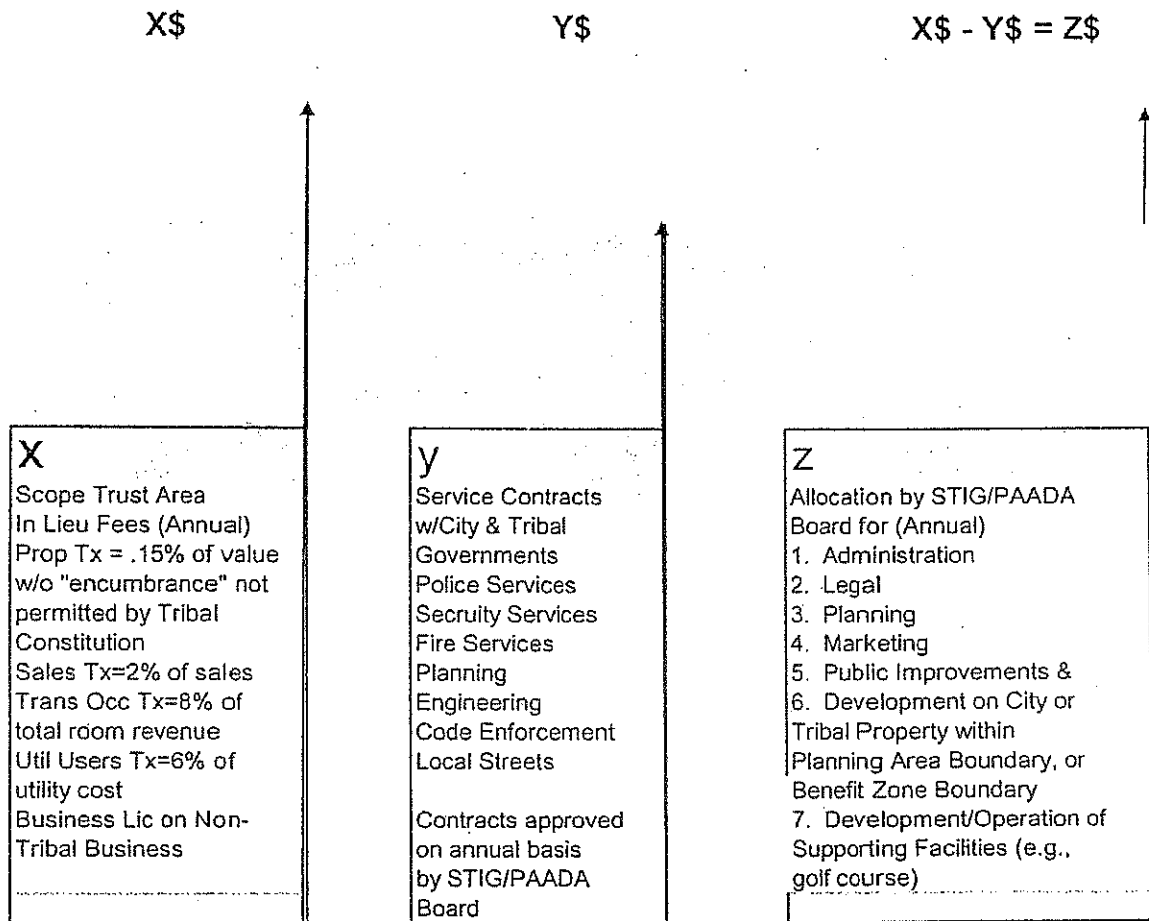 X$
Y$
X$ - Y$ = Z$
X
Scope Trust Area
In Lieu Fees (Annual)
Prop Tx = .15% of value
w/o "encumbrance" not
permitted by Tribal
Constitution
Sales Tx=2% of sales
Trans Occ Tx=8% of
total room revenue
Util Users Tx=6% of
utility cost
Business Lic on Non-
Tribal Business
y
Service Contracts
w/City & Tribal
Governments
Police Services
Secruity Services
Fire Services
Planning
Engineering
Code Enforcement
Local Streets
Contracts approved
on annual basis
by STIG/PAADA
Board
Z
Allocation by STIG/PAADA
Board for (Annual)
1. Administration
2. Legal
3. Planning
4. Marketing
5. Public Improvements &
6. Development on City or
Tribal Property within
Planning Area Boundary, or
Benefit Zone Boundary
7. Development/Operation of
Supporting Facilities (e.g.,
golf course)